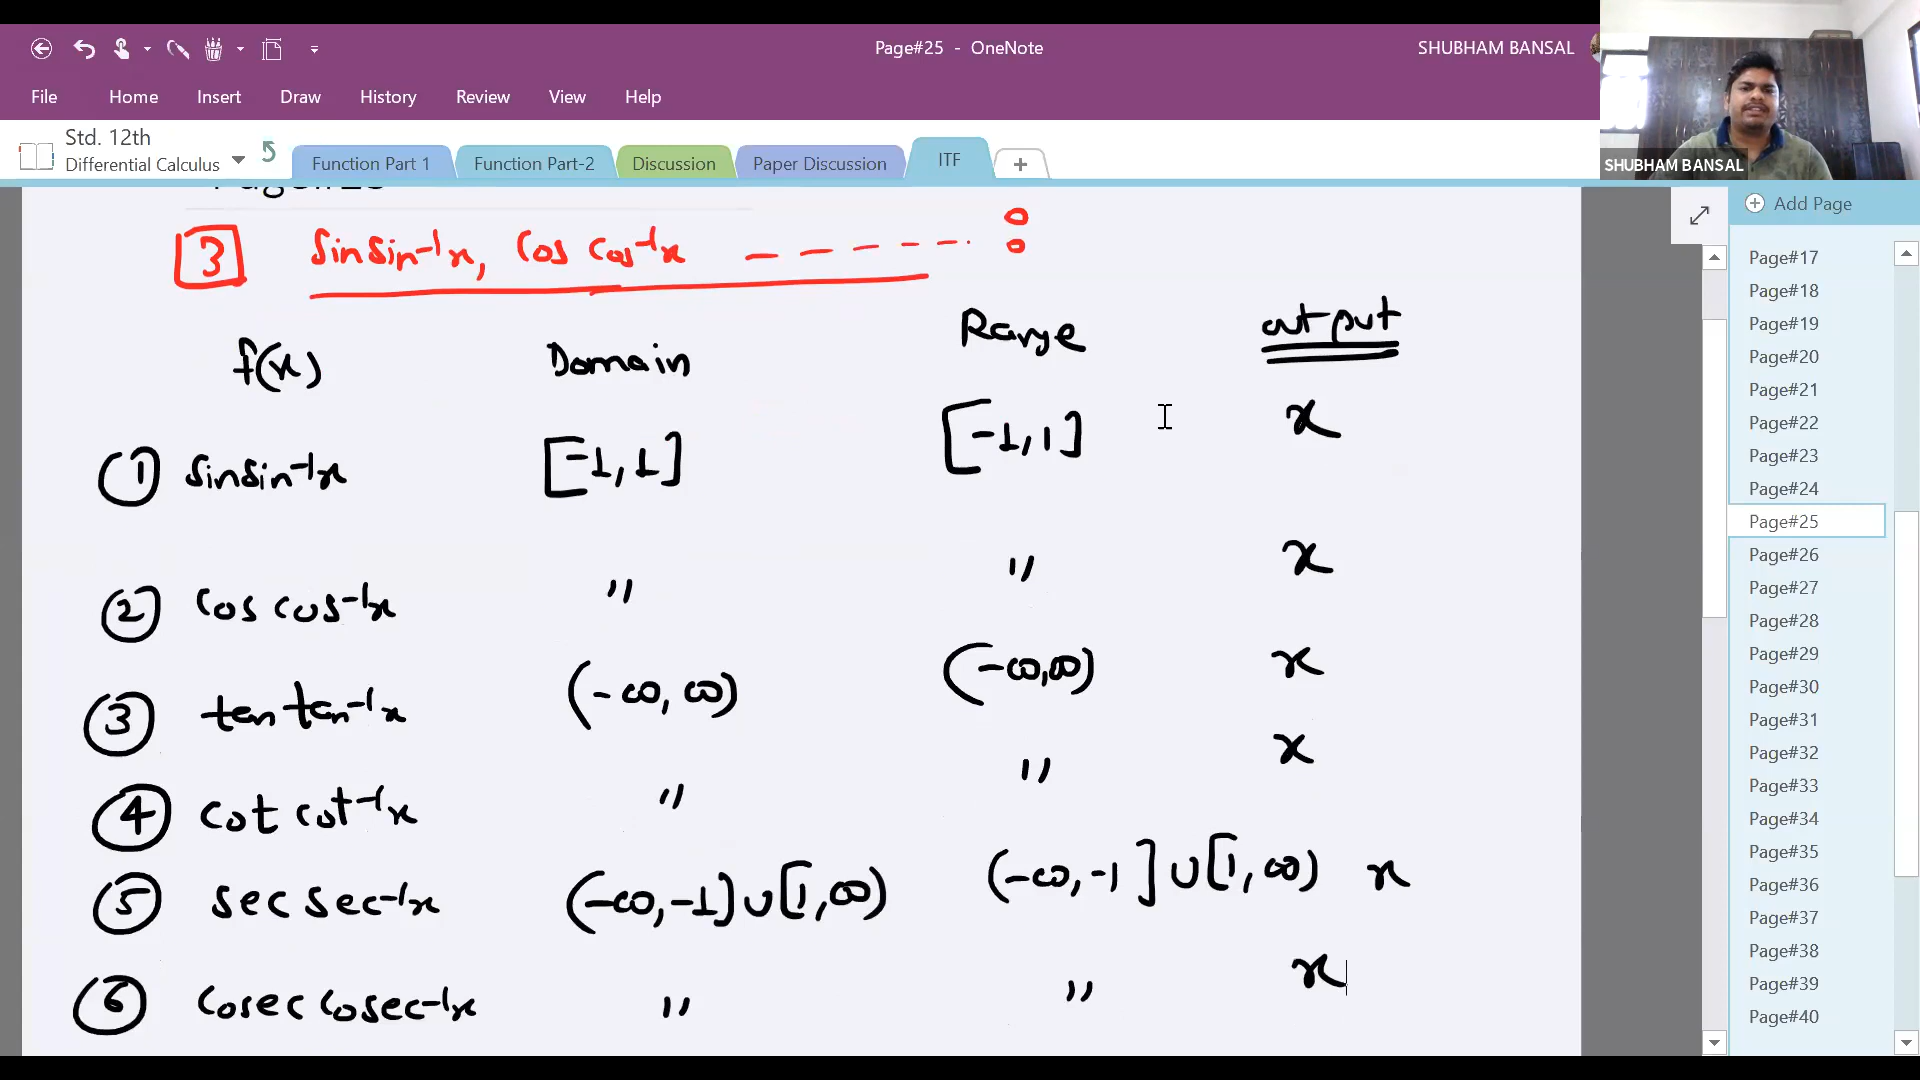 Page#25 - OneNote
SHUBHAM BANSAL
File Home Insert Draw History Review View Help
Std. 12th
Differential Calculus
Function Part 1 Function Part-2 Discussion Paper Discussion ITF +
SHUBHAM BANSAL
Add Page
3 sinsin⁻¹x, cos cos⁻¹x ------ :
f(x) Domain Range output
① sinsin⁻¹x [-1,1] [-1,1] x
② cos cos⁻¹x " " x
③ tan tan⁻¹x (-∞,∞) (-∞,∞) x
④ cot cot⁻¹x " " x
⑤ sec sec⁻¹x (-∞,-1]∪[1,∞) (-∞,-1]∪[1,∞) x
⑥ cosec cosec⁻¹x " " x
Page#17
Page#18
Page#19
Page#20
Page#21
Page#22
Page#23
Page#24
Page#25
Page#26
Page#27
Page#28
Page#29
Page#30
Page#31
Page#32
Page#33
Page#34
Page#35
Page#36
Page#37
Page#38
Page#39
Page#40